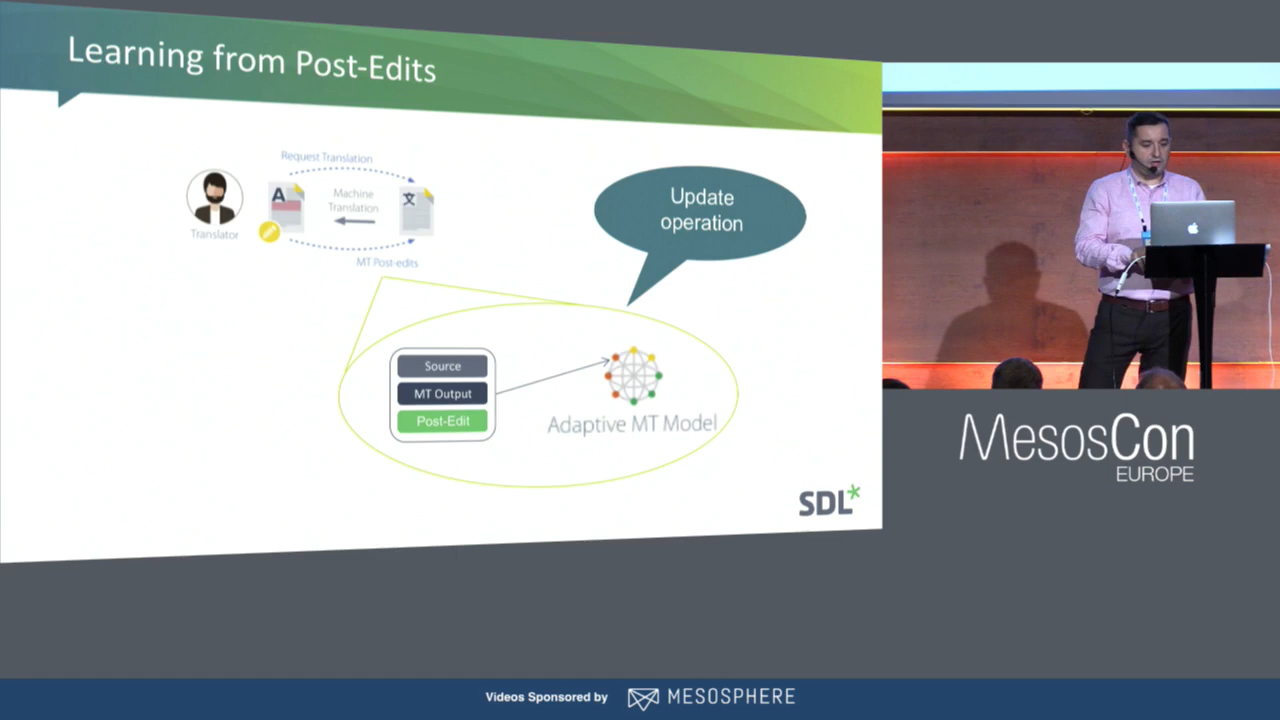 Learning from Post-Edits
Request Translation
A
文
Machine
Translation
Translator
MT Post-edits
Update
operation
Source
MT Output
Post-Edit
Adaptive MT Model
SDL*
MesosCon
EUROPE
Videos Sponsored by MESOSPHERE